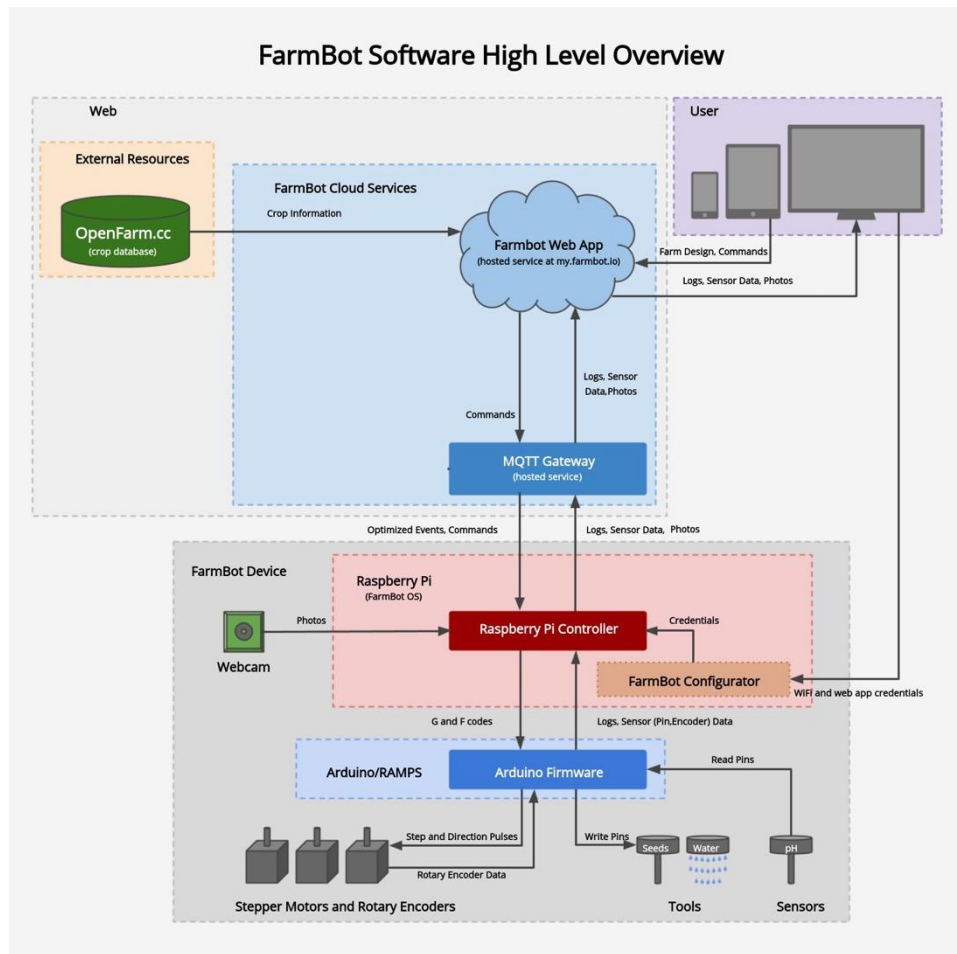 FarmBot Software High Level Overview
Web
User
External Resources
OpenFarm.cc
(crop database)
FarmBot Cloud Services
Crop Information
Farmbot Web App
(hosted service at my.farmbot.io)
Farm Design, Commands
Logs, Sensor Data, Photos
Logs, Sensor
Data,Photos
Commands
MQTT Gateway
(hosted service)
Optimized Events, Commands
Logs, Sensor Data, Photos
FarmBot Device
Raspberry Pi
(FarmBot OS)
Photos
Webcam
Raspberry Pi Controller
Credentials
FarmBot Configurator
WiFi and web app credentials
G and F codes
Logs, Sensor (Pin,Encoder) Data
Arduino/RAMPS
Arduino Firmware
Read Pins
Step and Direction Pulses
Rotary Encoder Data
Write Pins
Seeds
Water
pH
Stepper Motors and Rotary Encoders
Tools
Sensors